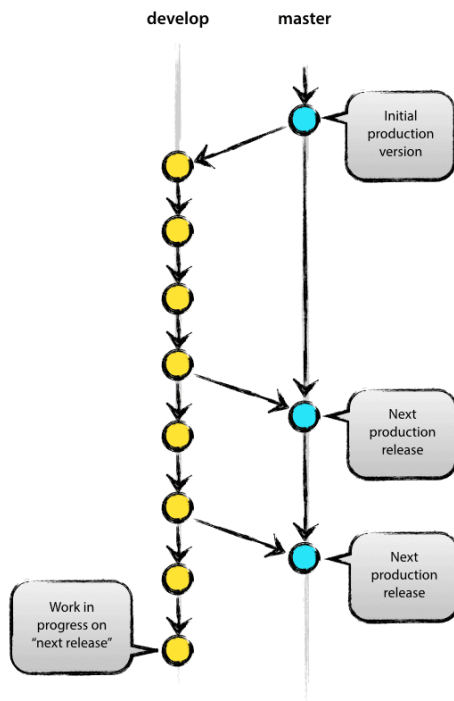 develop
master
Initial
production
version
Next
production
release
Next
production
release
Work in
progress on
“next release”